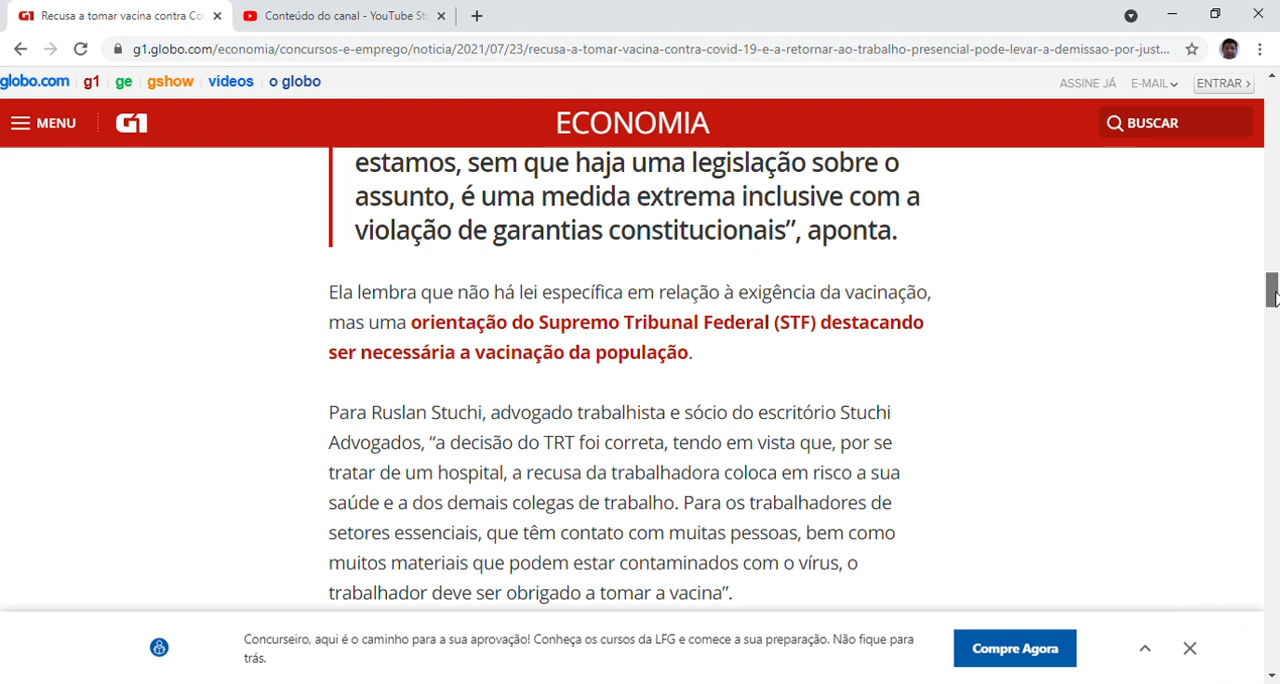 G1 Recusa a tomar vacina contra Co
Conteúdo do canal - YouTube St
g1.globo.com/economia/concursos-e-emprego/noticia/2021/07/23/recusa-a-tomar-vacina-contra-covid-19-e-a-retornar-ao-trabalho-presencial-pode-levar-a-demissao-por-just...
globo.com g1 ge gshow videos o globo
ASSINE JÁ E-MAIL ENTRAR
MENU G1 ECONOMIA BUSCAR
estamos, sem que haja uma legislação sobre o
assunto, é uma medida extrema inclusive com a
violação de garantias constitucionais”, aponta.
Ela lembra que não há lei específica em relação à exigência da vacinação,
mas uma orientação do Supremo Tribunal Federal (STF) destacando
ser necessária a vacinação da população.
Para Ruslan Stuchi, advogado trabalhista e sócio do escritório Stuchi
Advogados, “a decisão do TRT foi correta, tendo em vista que, por se
tratar de um hospital, a recusa da trabalhadora coloca em risco a sua
saúde e a dos demais colegas de trabalho. Para os trabalhadores de
setores essenciais, que têm contato com muitas pessoas, bem como
muitos materiais que podem estar contaminados com o vírus, o
trabalhador deve ser obrigado a tomar a vacina”.
Concurseiro, aqui é o caminho para a sua aprovação! Conheça os cursos da LFG e comece a sua preparação. Não fique para
trás.
Compre Agora